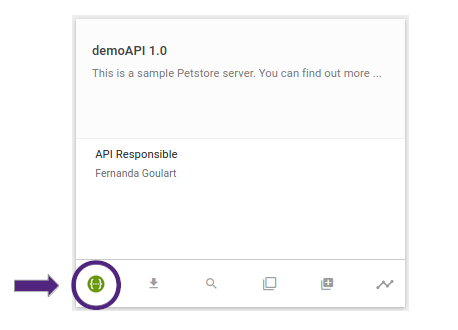 demoAPI 1.0
This is a sample Petstore server. You can find out more ...
API Responsible
Fernanda Goulart